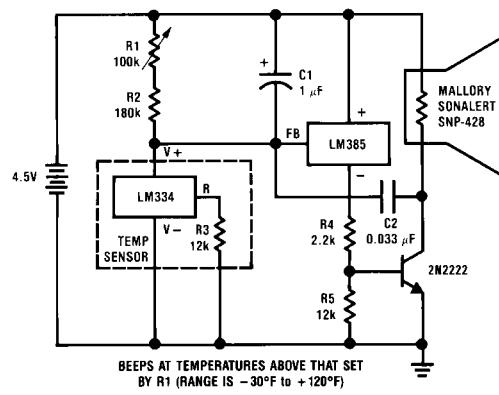 R1
100k
+
C1
1 µF
MALLORY
SONALERT
SNP-428
R2
180k
+
FB
LM385
−
4.5V
V+
LM334
R
V−
R3
12k
TEMP
SENSOR
C2
0.033 µF
R4
2.2k
2N2222
R5
12k
BEEPS AT TEMPERATURES ABOVE THAT SET
BY R1 (RANGE IS −30°F to +120°F)